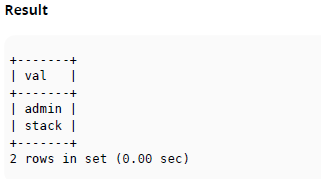 Result
+-------+
| val   |
+-------+
| admin |
| stack |
+-------+
2 rows in set (0.00 sec)